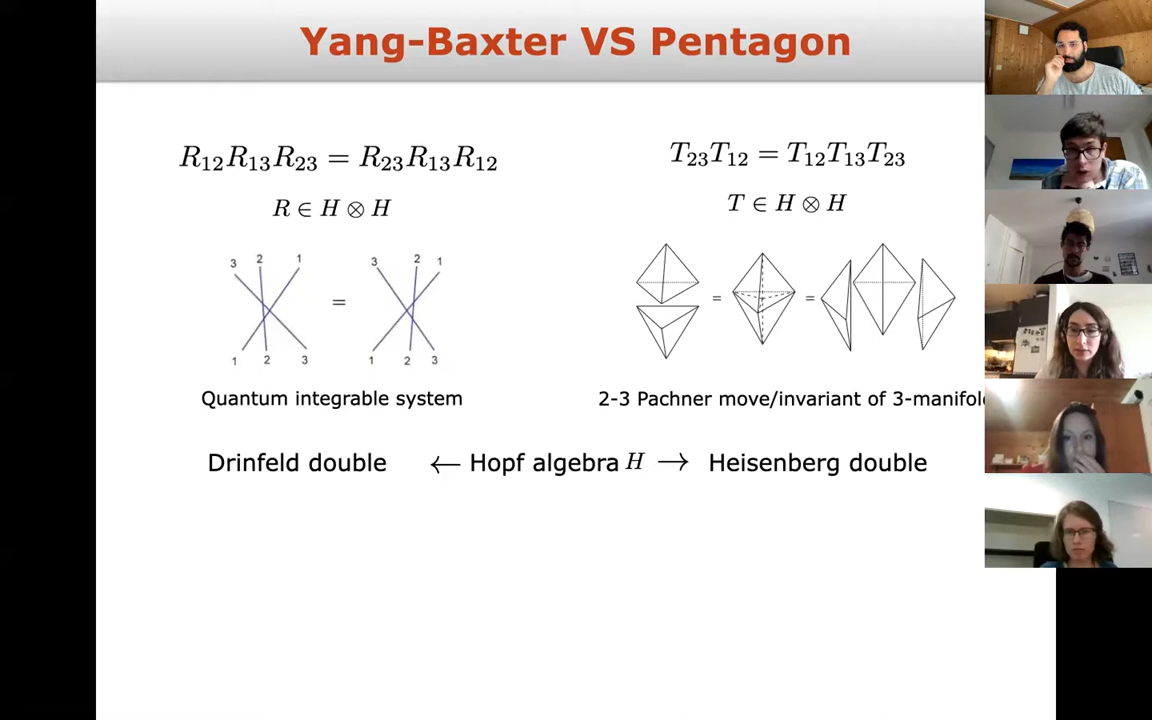 Yang-Baxter VS Pentagon
R₁₂R₁₃R₂₃ = R₂₃R₁₃R₁₂
R ∈ H ⊗ H
3 2 1
3 2 1
=
1 2 3
1 2 3
Quantum integrable system
T₂₃T₁₂ = T₁₂T₁₃T₂₃
T ∈ H ⊗ H
= =
2-3 Pachner move/invariant of 3-manifol
Drinfeld double ← Hopf algebra H → Heisenberg double